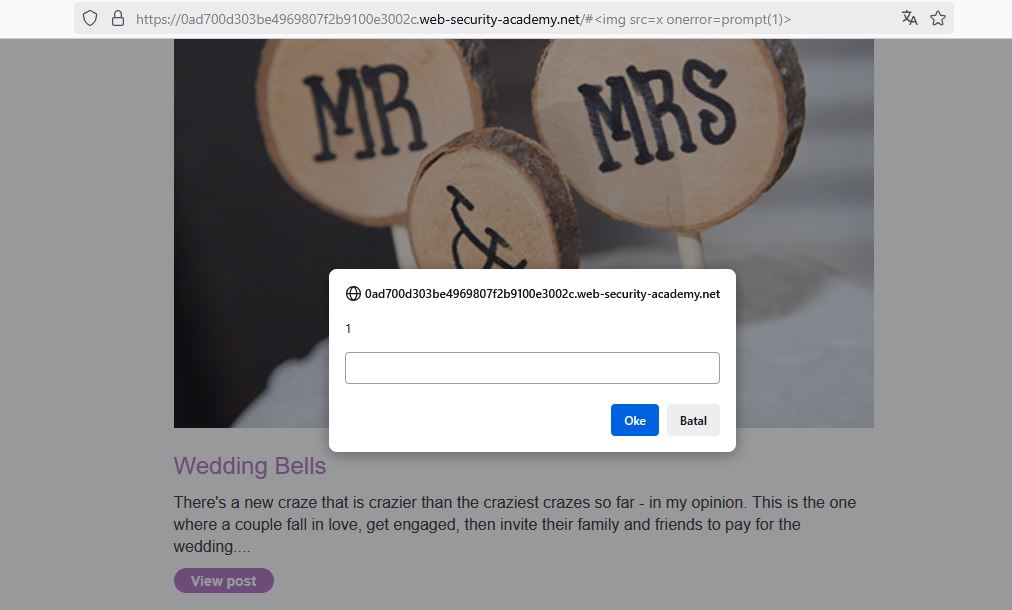 https://0ad700d303be4969807f2b9100e3002c.web-security-academy.net/#<img src=x onerror=prompt(1)>
MR
MRS
&
0ad700d303be4969807f2b9100e3002c.web-security-academy.net
1
Oke
Batal
Wedding Bells
There's a new craze that is crazier than the craziest crazes so far - in my opinion. This is the one
where a couple fall in love, get engaged, then invite their family and friends to pay for the
wedding....
View post